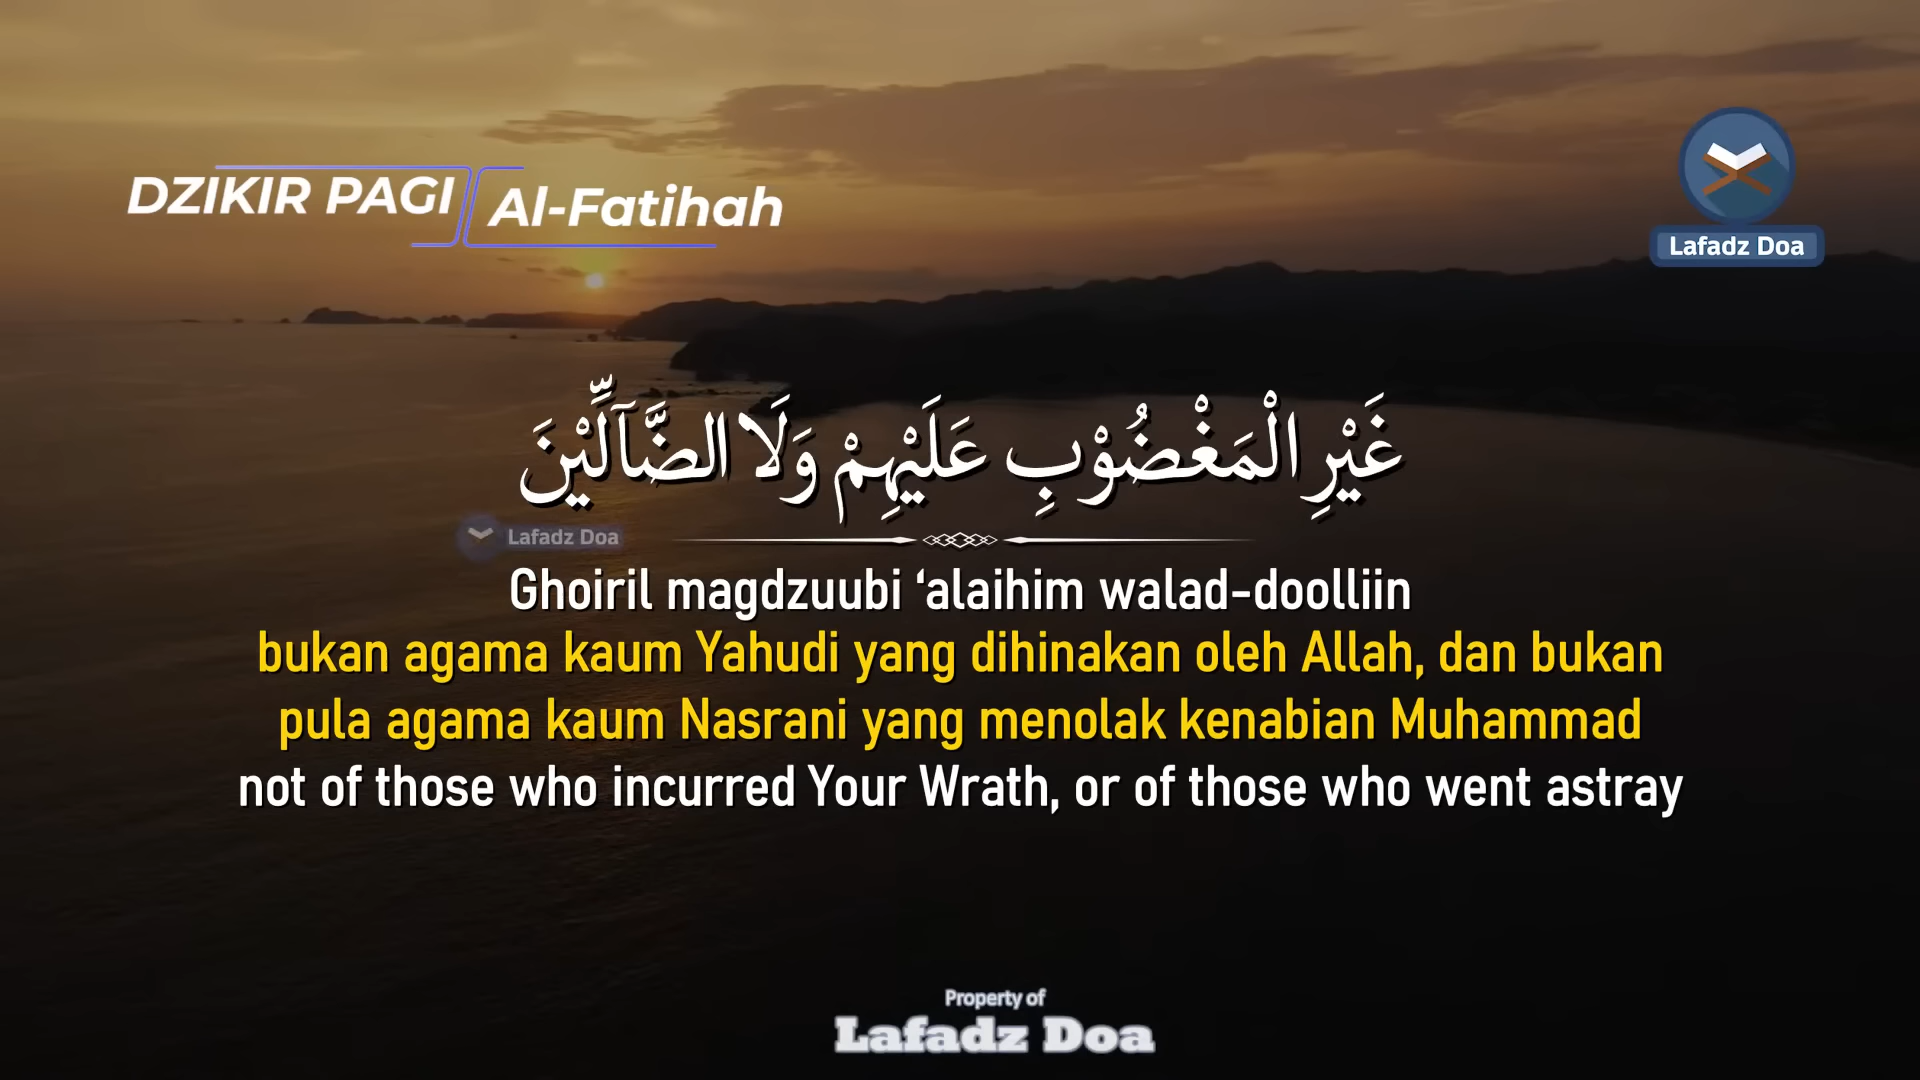 DZIKIR PAGI
Al-Fatihah
Lafadz Doa
غَيْرِ الْمَغْضُوْبِ عَلَيْهِمْ وَلَا الضَّآلِّيْنَ
Lafadz Doa
Ghoiril magdzuubi ‘alaihim walad-doolliin
bukan agama kaum Yahudi yang dihinakan oleh Allah, dan bukan
pula agama kaum Nasrani yang menolak kenabian Muhammad
not of those who incurred Your Wrath, or of those who went astray
Property of
Lafadz Doa